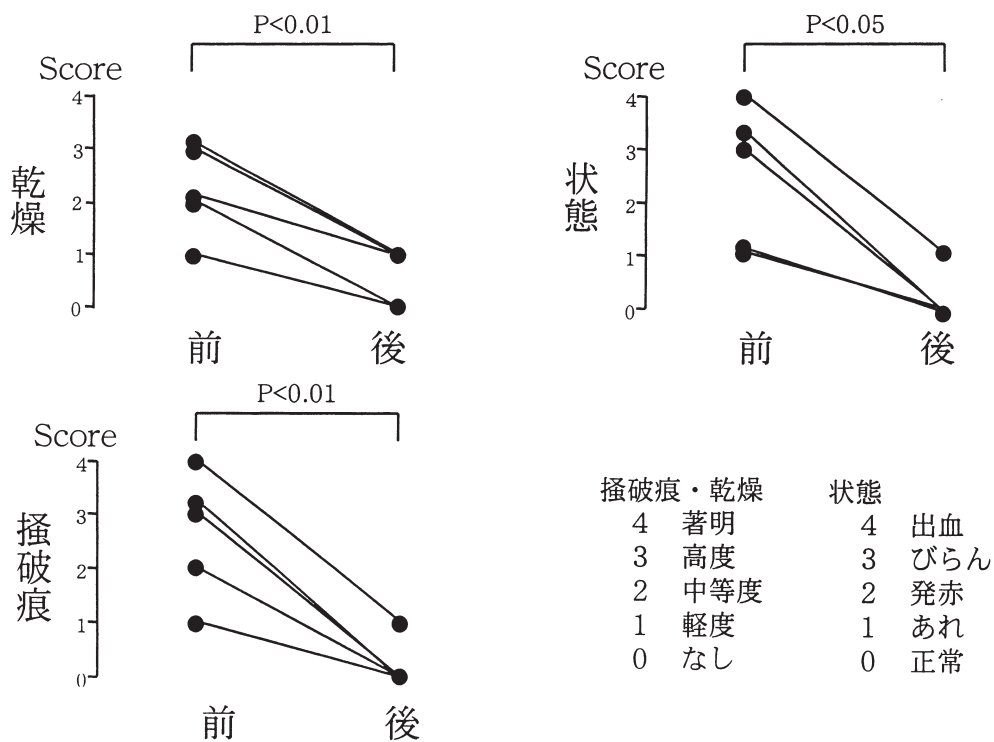 P<0.01
Score
4
3
2
1
0
乾燥
前 後
P<0.05
Score
4
3
2
1
0
状態
前 後
P<0.01
Score
4
3
2
1
0
掻破痕
前 後
掻破痕・乾燥
4 著明
3 高度
2 中等度
1 軽度
0 なし
状態
4 出血
3 びらん
2 発赤
1 あれ
0 正常